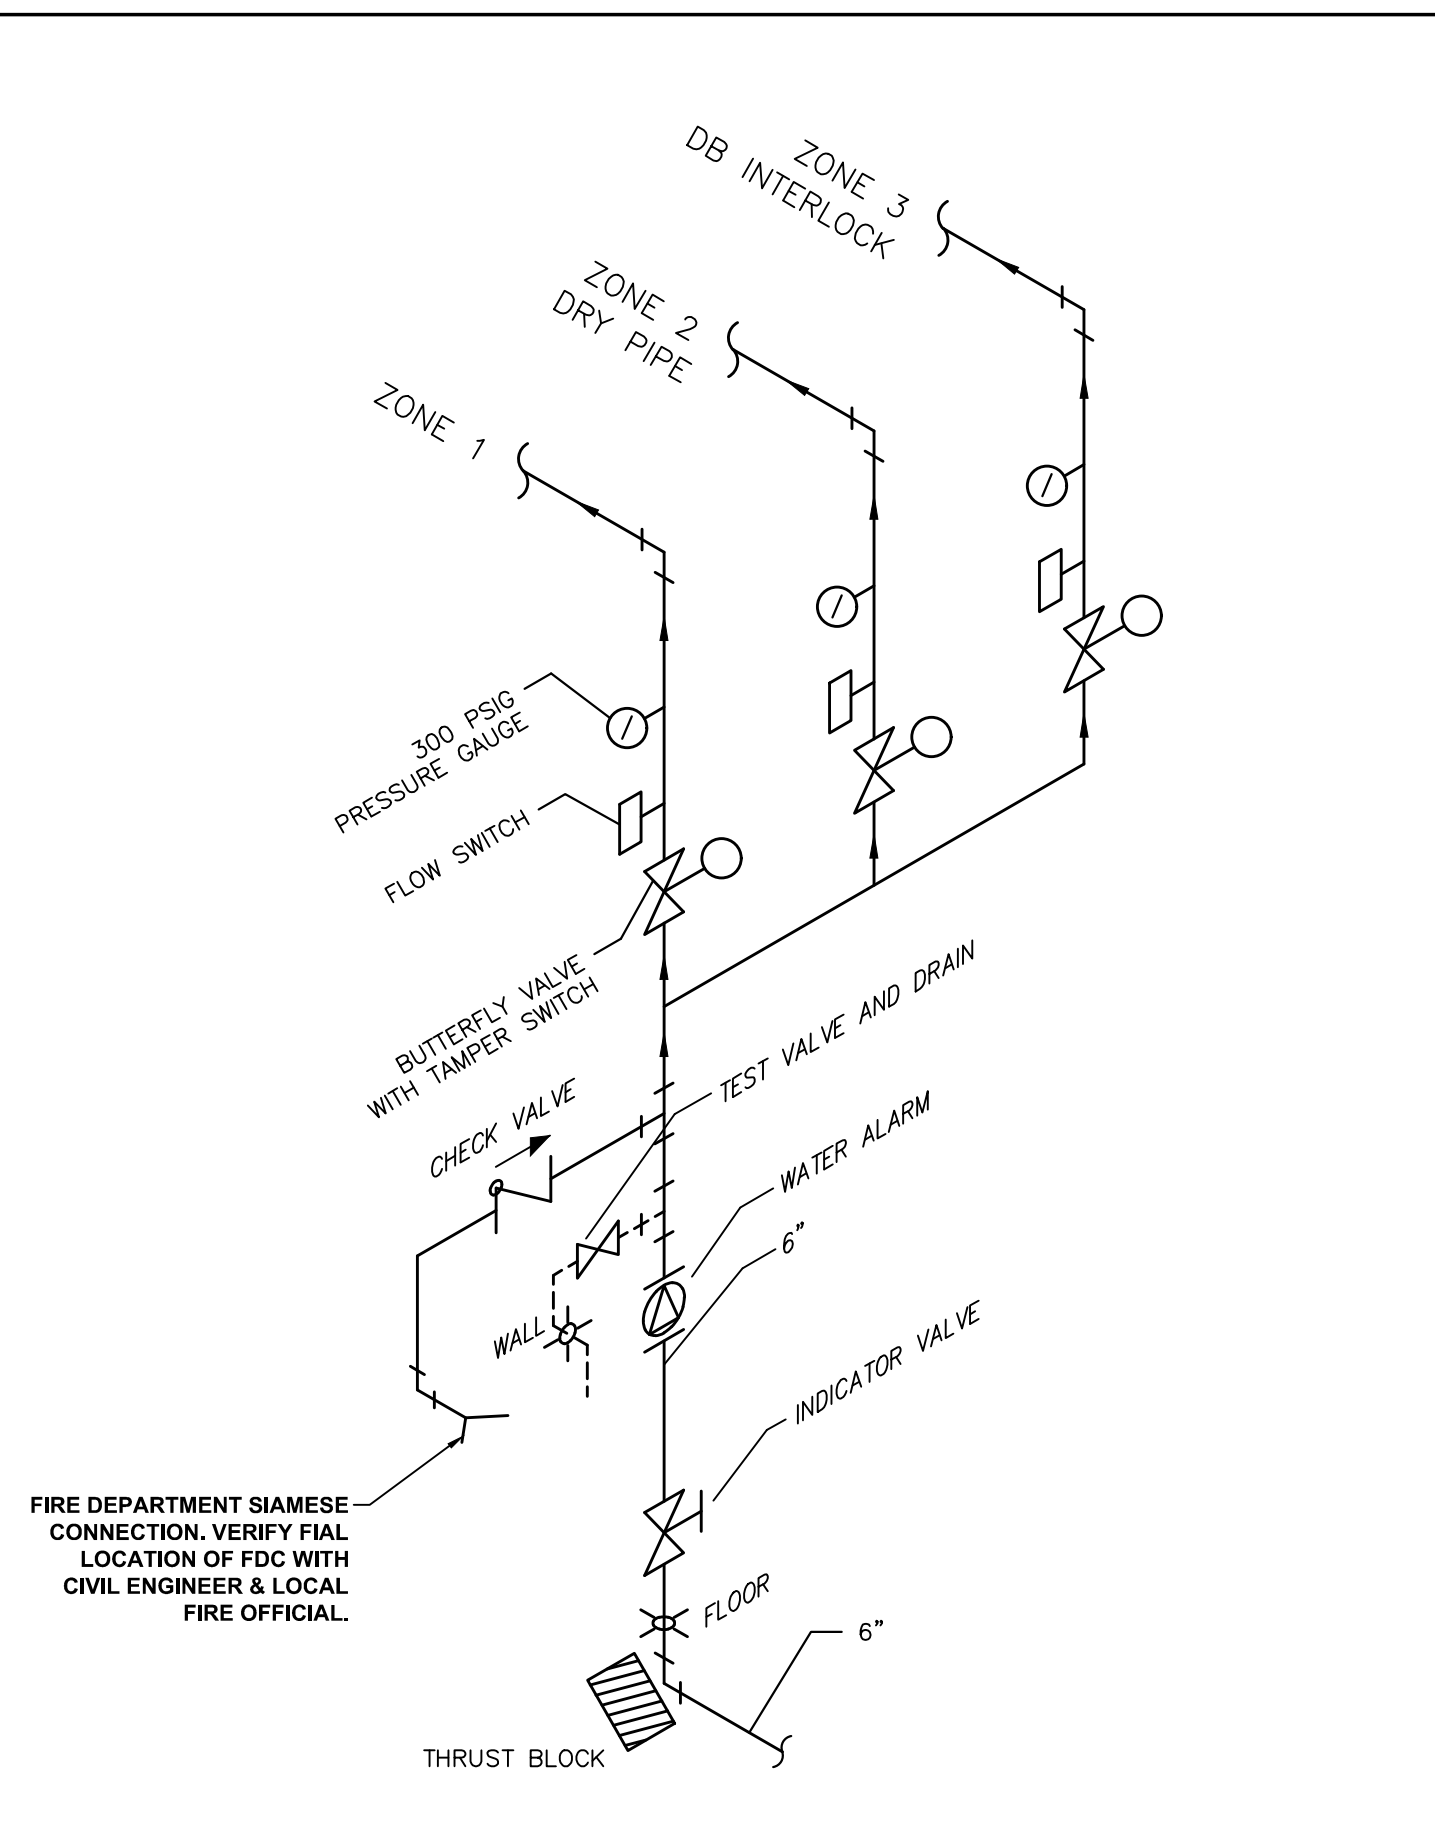 ZONE 3
DB INTERLOCK
ZONE 2
DRY PIPE
ZONE 1
300 PSIG
PRESSURE GAUGE
FLOW SWITCH
BUTTERFLY VALVE
WITH TAMPER SWITCH
TEST VALVE AND DRAIN
CHECK VALVE
WATER ALARM
6"
WALL
INDICATOR VALVE
FIRE DEPARTMENT SIAMESE
CONNECTION. VERIFY FIAL
LOCATION OF FDC WITH
CIVIL ENGINEER & LOCAL
FIRE OFFICIAL.
FLOOR
6"
THRUST BLOCK